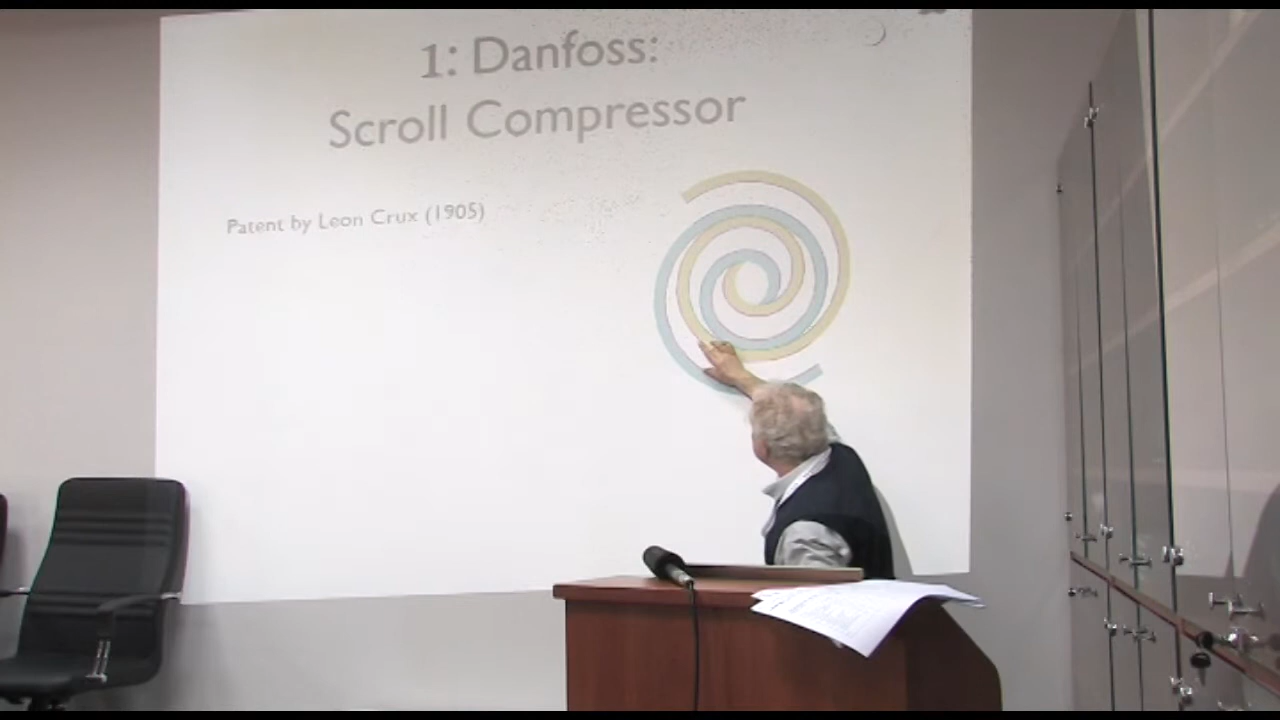 1: Danfoss:
Scroll Compressor
Patent by Leon Crux (1905)